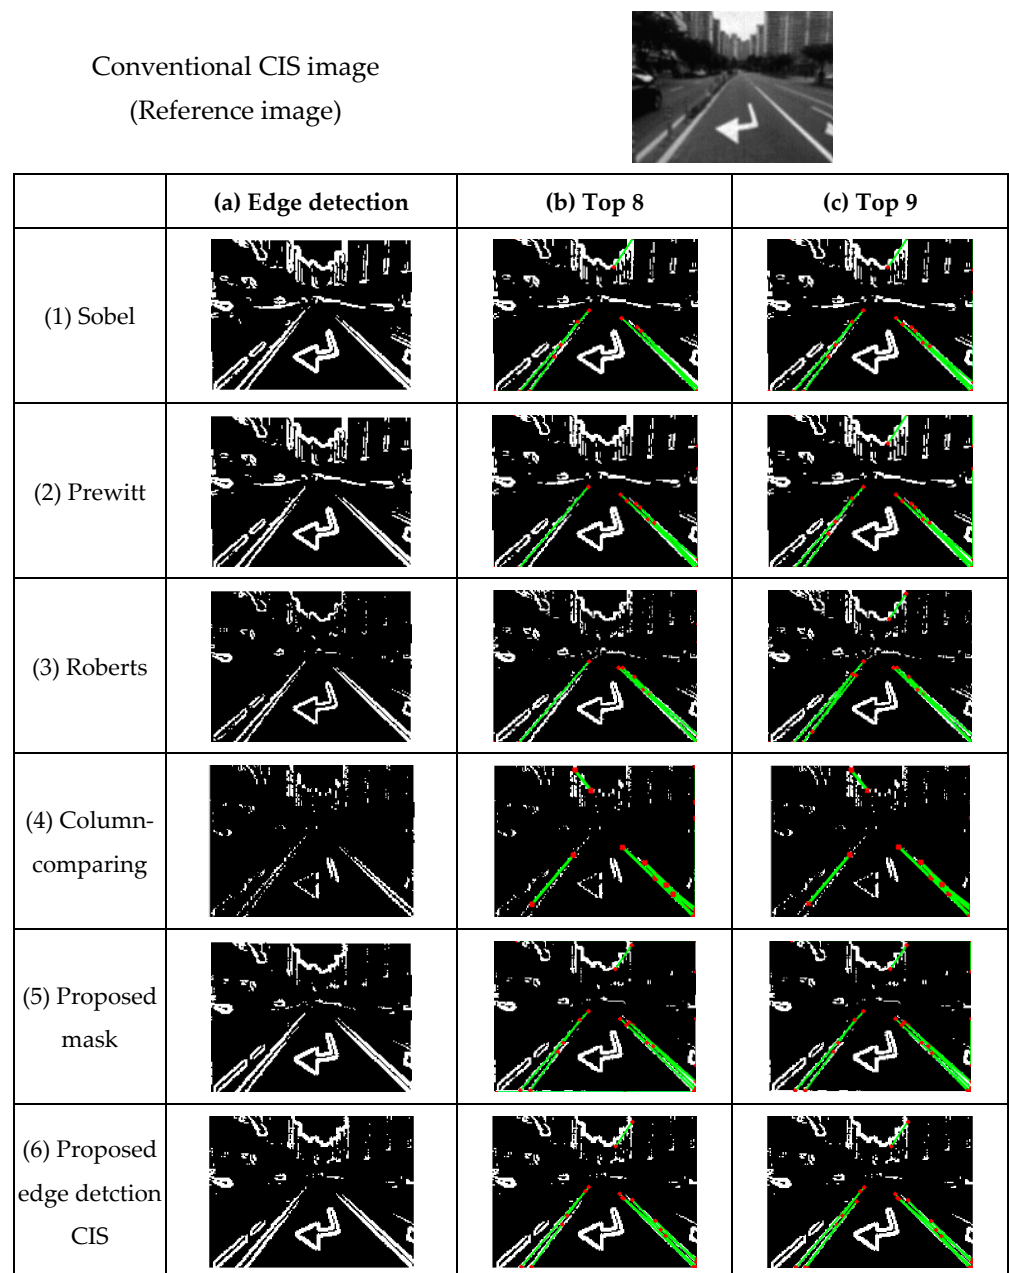 Conventional CIS image
(Reference image)
(a) Edge detection
(b) Top 8
(c) Top 9
(1) Sobel
(2) Prewitt
(3) Roberts
(4) Column-
comparing
(5) Proposed
mask
(6) Proposed
edge detction
CIS